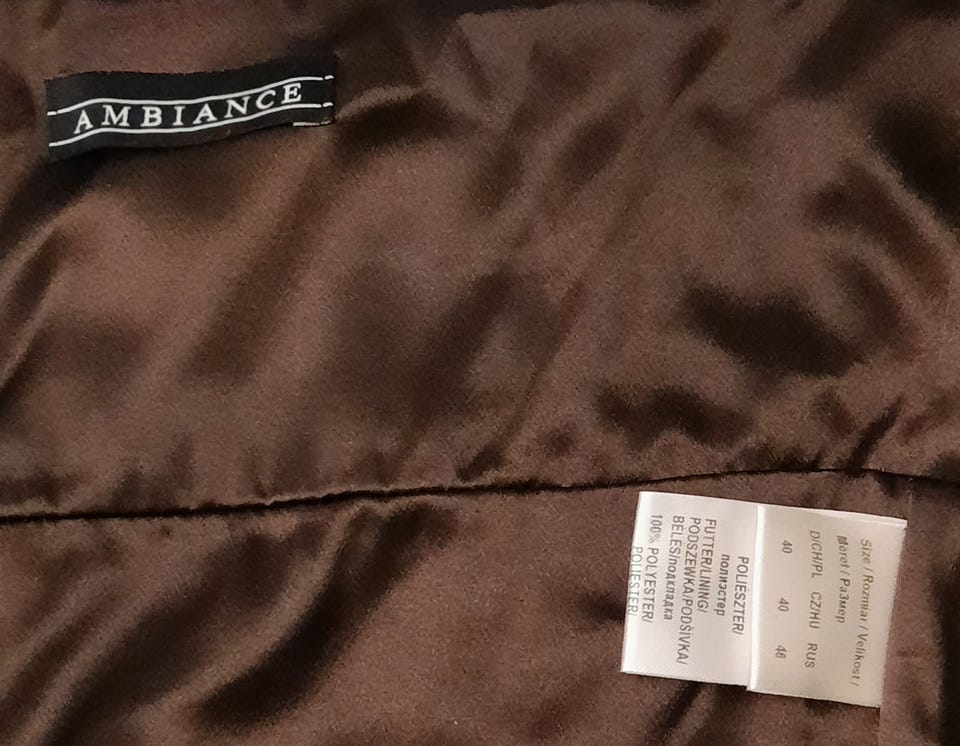 AMBIANCE
Size / Rozmiar / Velikost /
Méret / Размер
D/CH/PL CZ/HU RUS
40 40 46
POLIÉSZTER/
полиэстер
FUTTER/LINING/
PODSZEWKA/PODŠÍVKA/
BÉLÉS/подкладка
100% POLYESTER/
POLIESTER/